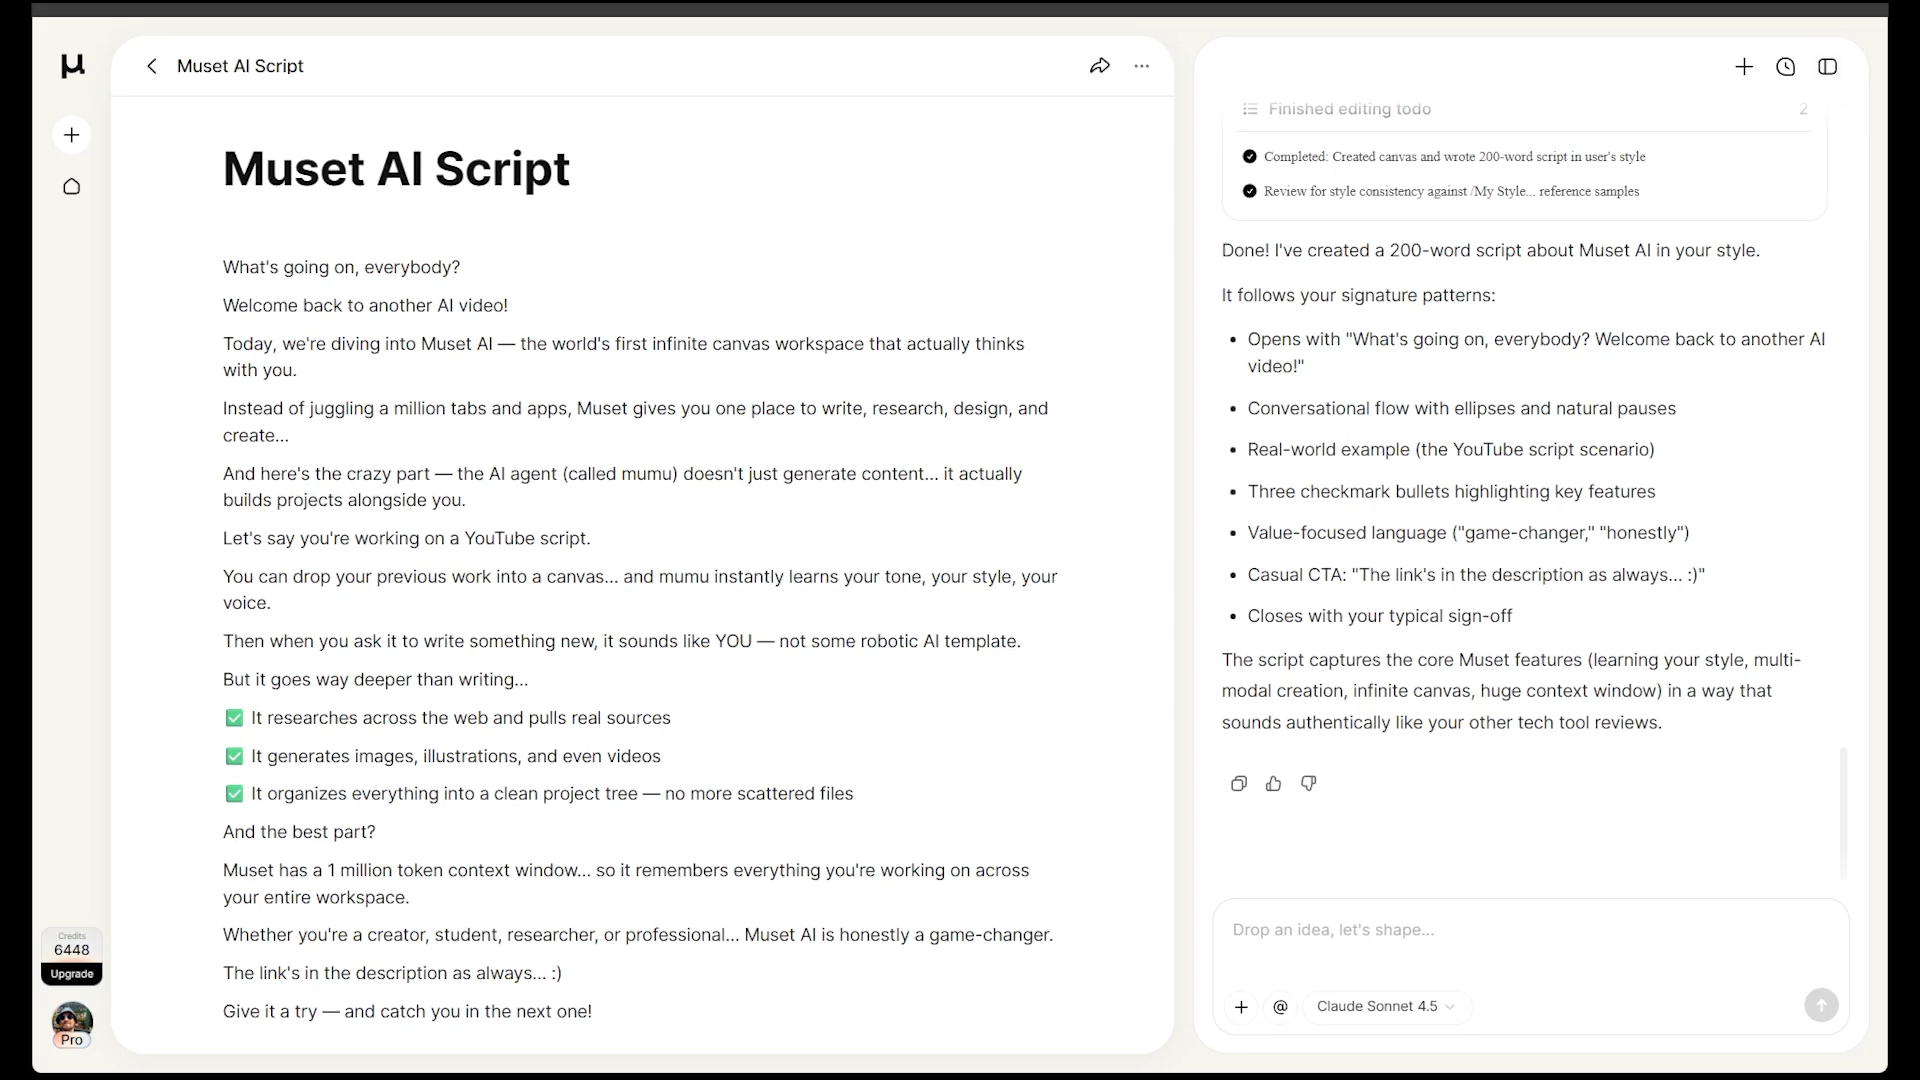 µ
Muset AI Script
Muset AI Script
What's going on, everybody?
Welcome back to another AI video!
Today, we're diving into Muset AI — the world's first infinite canvas workspace that actually thinks
with you.
Instead of juggling a million tabs and apps, Muset gives you one place to write, research, design, and
create...
And here's the crazy part — the AI agent (called mumu) doesn't just generate content... it actually
builds projects alongside you.
Let's say you're working on a YouTube script.
You can drop your previous work into a canvas... and mumu instantly learns your tone, your style, your
voice.
Then when you ask it to write something new, it sounds like YOU — not some robotic AI template.
But it goes way deeper than writing...
✅ It researches across the web and pulls real sources
✅ It generates images, illustrations, and even videos
✅ It organizes everything into a clean project tree — no more scattered files
And the best part?
Muset has a 1 million token context window... so it remembers everything you're working on across
your entire workspace.
Whether you're a creator, student, researcher, or professional... Muset AI is honestly a game-changer.
The link's in the description as always... :)
Give it a try — and catch you in the next one!
Credits
6448
Upgrade
Pro
Finished editing todo 2
Completed: Created canvas and wrote 200-word script in user's style
Review for style consistency against /My Style... reference samples
Done! I've created a 200-word script about Muset AI in your style.
It follows your signature patterns:
• Opens with "What's going on, everybody? Welcome back to another AI
video!"
• Conversational flow with ellipses and natural pauses
• Real-world example (the YouTube script scenario)
• Three checkmark bullets highlighting key features
• Value-focused language ("game-changer," "honestly")
• Casual CTA: "The link's in the description as always... :)"
• Closes with your typical sign-off
The script captures the core Muset features (learning your style, multi-
modal creation, infinite canvas, huge context window) in a way that
sounds authentically like your other tech tool reviews.
Drop an idea, let's shape...
@ Claude Sonnet 4.5